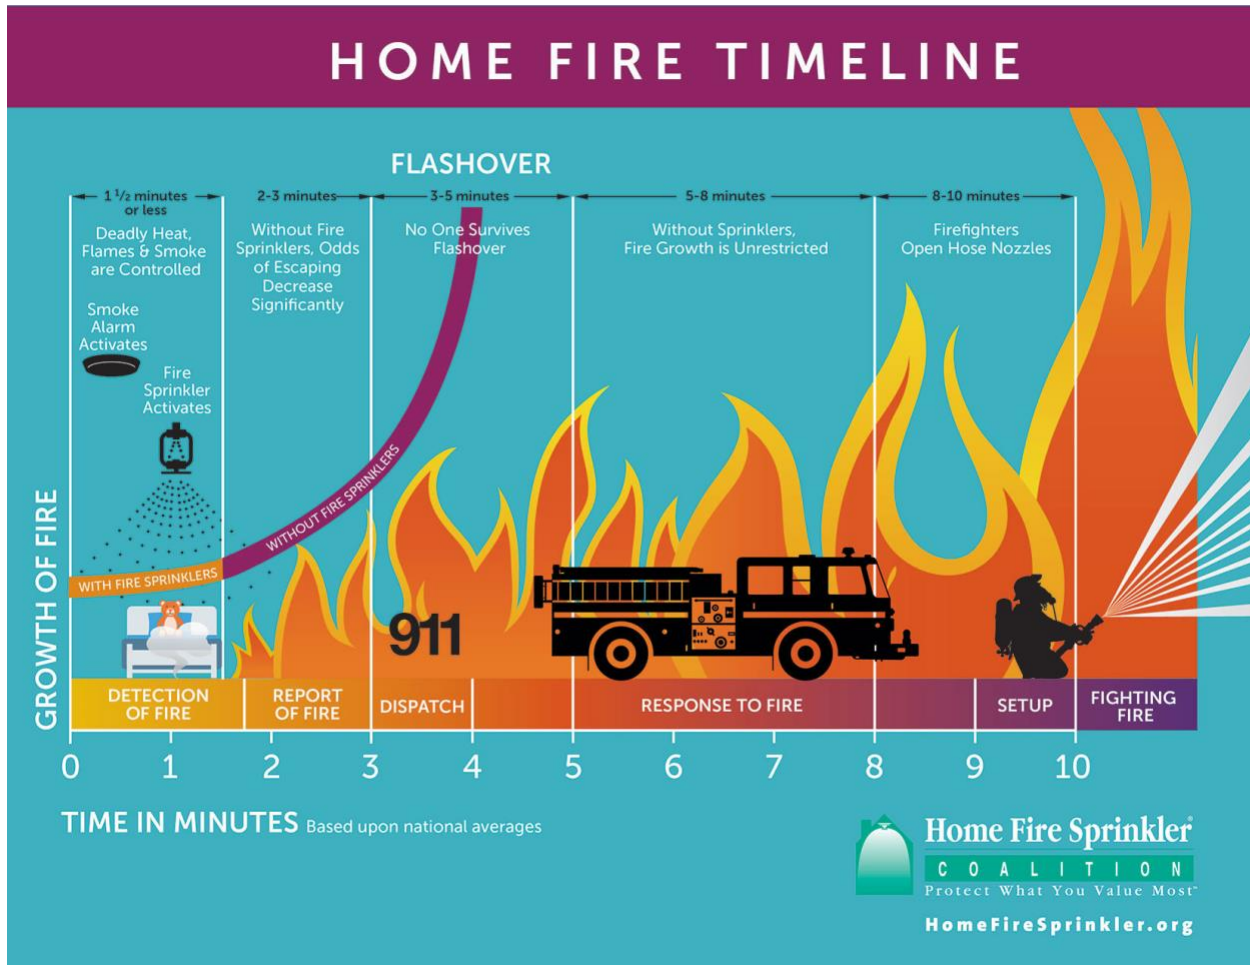 HOME FIRE TIMELINE
FLASHOVER
1 ½ minutes
or less
Deadly Heat,
Flames & Smoke
are Controlled
Smoke
Alarm
Activates
Fire
Sprinkler
Activates
2-3 minutes
Without Fire
Sprinklers, Odds
of Escaping
Decrease
Significantly
3-5 minutes
No One Survives
Flashover
5-8 minutes
Without Sprinklers,
Fire Growth is Unrestricted
8-10 minutes
Firefighters
Open Hose Nozzles
GROWTH OF FIRE
WITH FIRE SPRINKLERS
WITHOUT FIRE SPRINKLERS
911
DETECTION
OF FIRE
REPORT
OF FIRE
DISPATCH
RESPONSE TO FIRE
SETUP
FIGHTING
FIRE
0 1 2 3 4 5 6 7 8 9 10
TIME IN MINUTES Based upon national averages
Home Fire Sprinkler®
COALITION
Protect What You Value Most™
HomeFireSprinkler.org